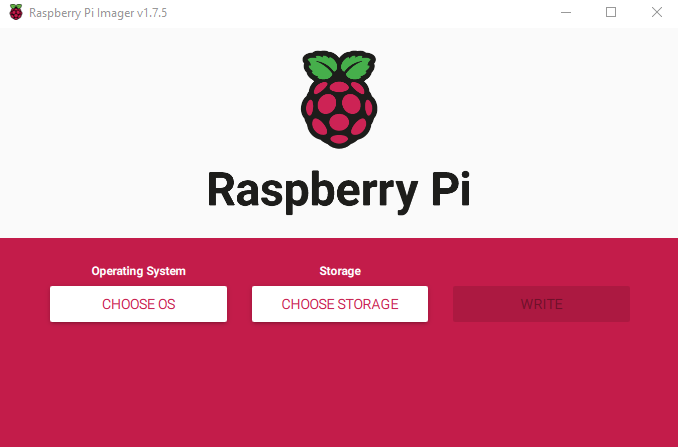 Raspberry Pi Imager v1.7.5
Raspberry Pi
Operating System
Storage
CHOOSE OS
CHOOSE STORAGE
WRITE